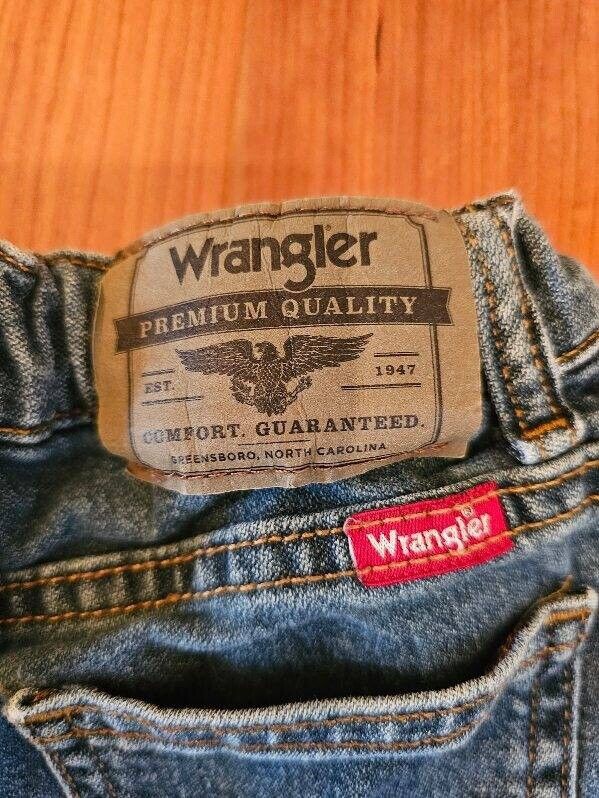 Wrangler
PREMIUM QUALITY
EST. 1947
COMFORT. GUARANTEED.
GREENSBORO, NORTH CAROLINA
Wrangler